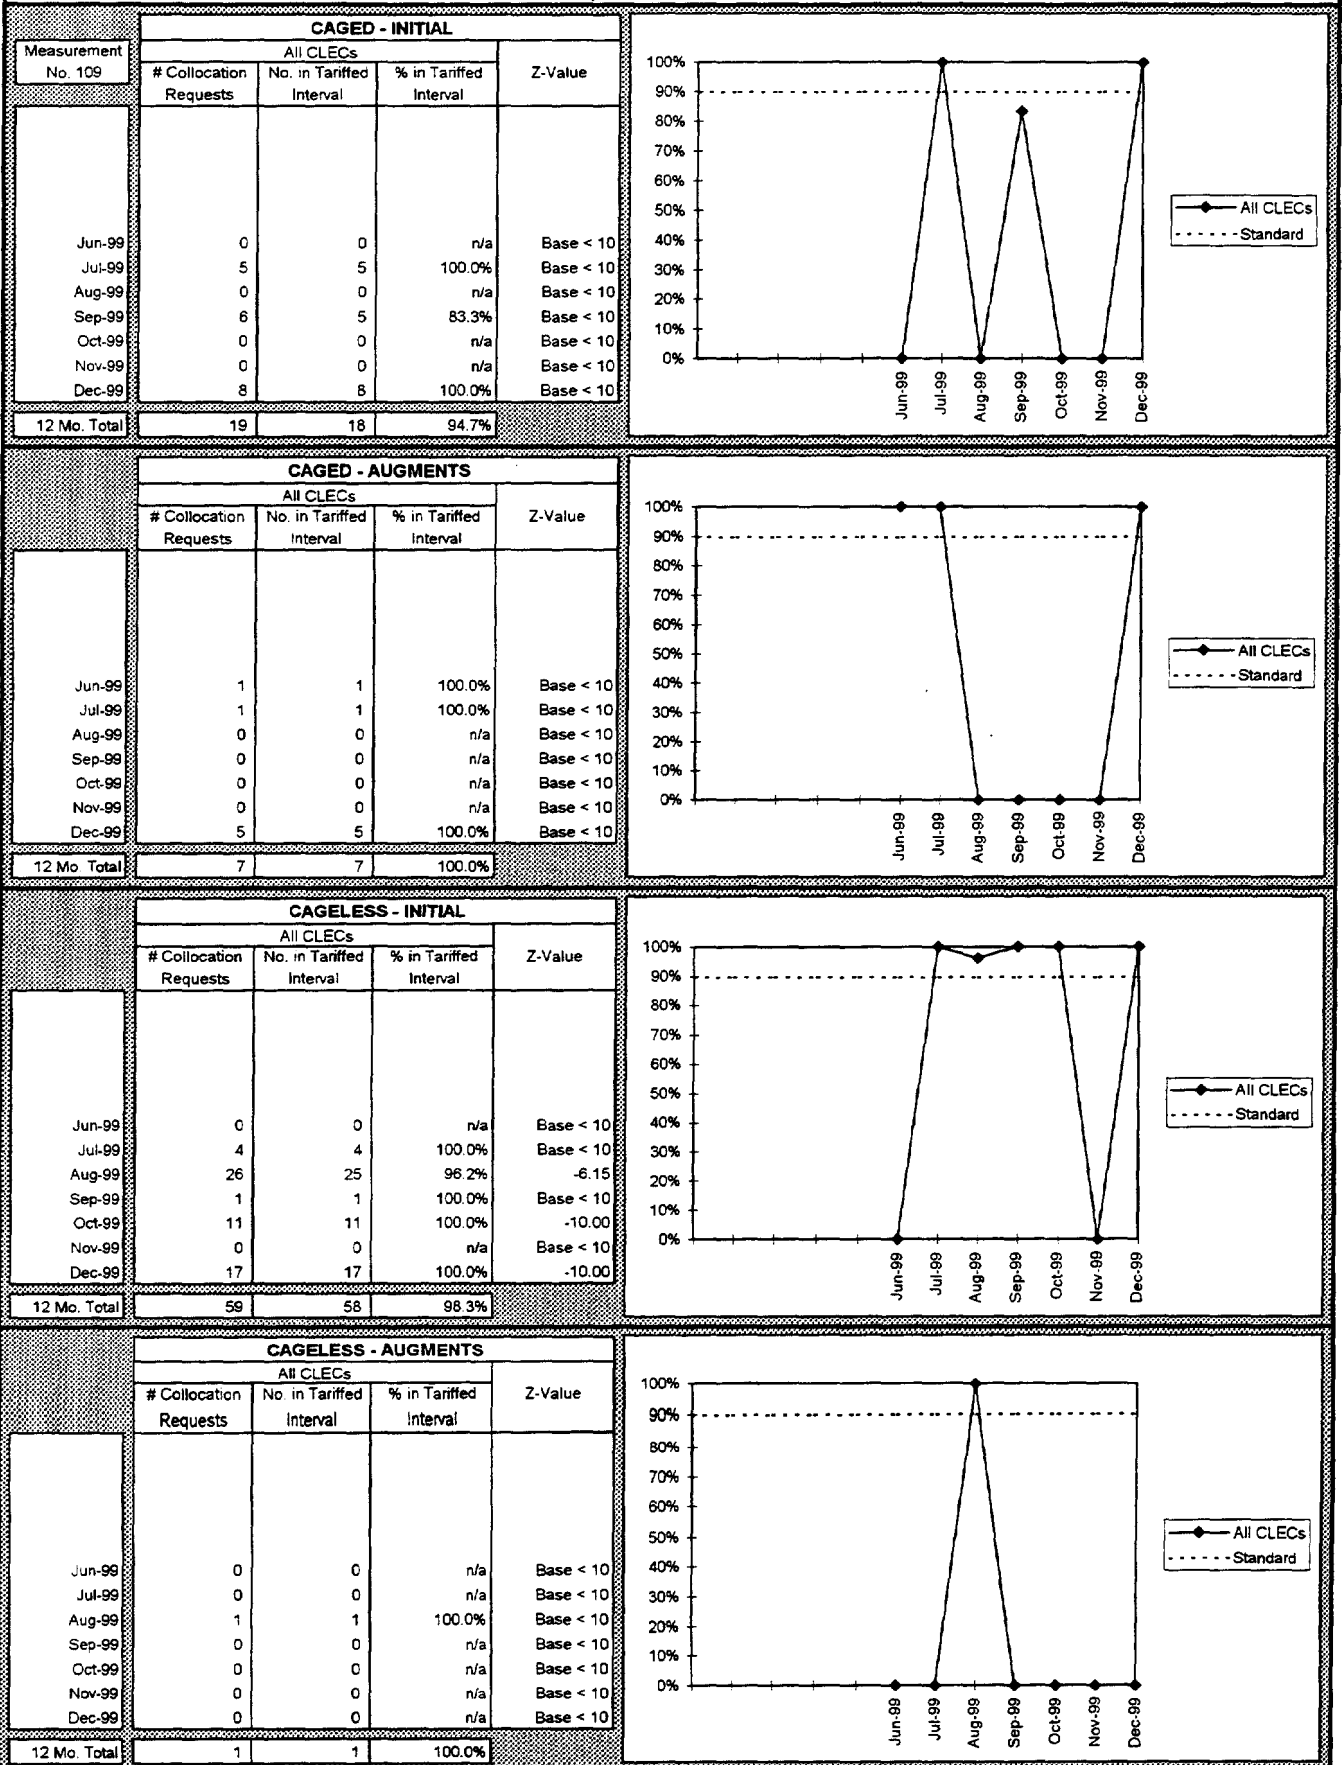 CAGED - INITIAL
Measurement No. 109
All CLECs
# Collocation Requests | No. in Tariffed Interval | % in Tariffed Interval | Z-Value
Jun-99 0 0 n/a Base < 10
Jul-99 5 5 100.0% Base < 10
Aug-99 0 0 n/a Base < 10
Sep-99 6 5 83.3% Base < 10
Oct-99 0 0 n/a Base < 10
Nov-99 0 0 n/a Base < 10
Dec-99 8 8 100.0% Base < 10
12 Mo. Total 19 18 94.7%
100%
90%
80%
70%
60%
50%
40%
30%
20%
10%
0%
Jun-99 Jul-99 Aug-99 Sep-99 Oct-99 Nov-99 Dec-99
All CLECs
Standard
CAGED - AUGMENTS
All CLECs
# Collocation Requests | No. in Tariffed Interval | % in Tariffed Interval | Z-Value
Jun-99 1 1 100.0% Base < 10
Jul-99 1 1 100.0% Base < 10
Aug-99 0 0 n/a Base < 10
Sep-99 0 0 n/a Base < 10
Oct-99 0 0 n/a Base < 10
Nov-99 0 0 n/a Base < 10
Dec-99 5 5 100.0% Base < 10
12 Mo. Total 7 7 100.0%
100%
90%
80%
70%
60%
50%
40%
30%
20%
10%
0%
Jun-99 Jul-99 Aug-99 Sep-99 Oct-99 Nov-99 Dec-99
All CLECs
Standard
CAGELESS - INITIAL
All CLECs
# Collocation Requests | No. in Tariffed Interval | % in Tariffed Interval | Z-Value
Jun-99 0 0 n/a Base < 10
Jul-99 4 4 100.0% Base < 10
Aug-99 26 25 96.2% -6.15
Sep-99 1 1 100.0% Base < 10
Oct-99 11 11 100.0% -10.00
Nov-99 0 0 n/a Base < 10
Dec-99 17 17 100.0% -10.00
12 Mo. Total 59 58 98.3%
100%
90%
80%
70%
60%
50%
40%
30%
20%
10%
0%
Jun-99 Jul-99 Aug-99 Sep-99 Oct-99 Nov-99 Dec-99
All CLECs
Standard
CAGELESS - AUGMENTS
All CLECs
# Collocation Requests | No. in Tariffed Interval | % in Tariffed Interval | Z-Value
Jun-99 0 0 n/a Base < 10
Jul-99 0 0 n/a Base < 10
Aug-99 1 1 100.0% Base < 10
Sep-99 0 0 n/a Base < 10
Oct-99 0 0 n/a Base < 10
Nov-99 0 0 n/a Base < 10
Dec-99 0 0 n/a Base < 10
12 Mo. Total 1 1 100.0%
100%
90%
80%
70%
60%
50%
40%
30%
20%
10%
0%
Jun-99 Jul-99 Aug-99 Sep-99 Oct-99 Nov-99 Dec-99
All CLECs
Standard